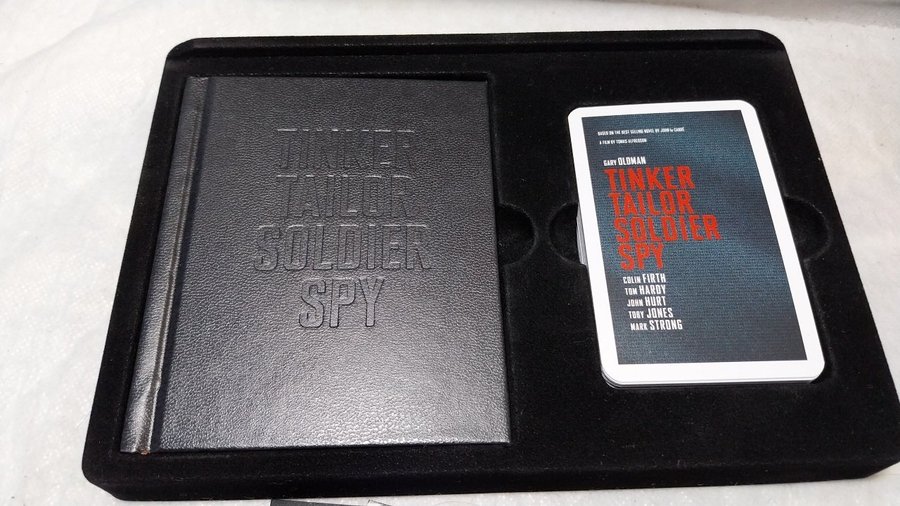 TINKER
TAILOR
SOLDIER
SPY
BASED ON THE BEST SELLING NOVEL BY JOHN le CARRÉ
A FILM BY TOMAS ALFREDSON
GARY OLDMAN
TINKER
TAILOR
SOLDIER
SPY
COLIN FIRTH
TOM HARDY
JOHN HURT
TOBY JONES
MARK STRONG